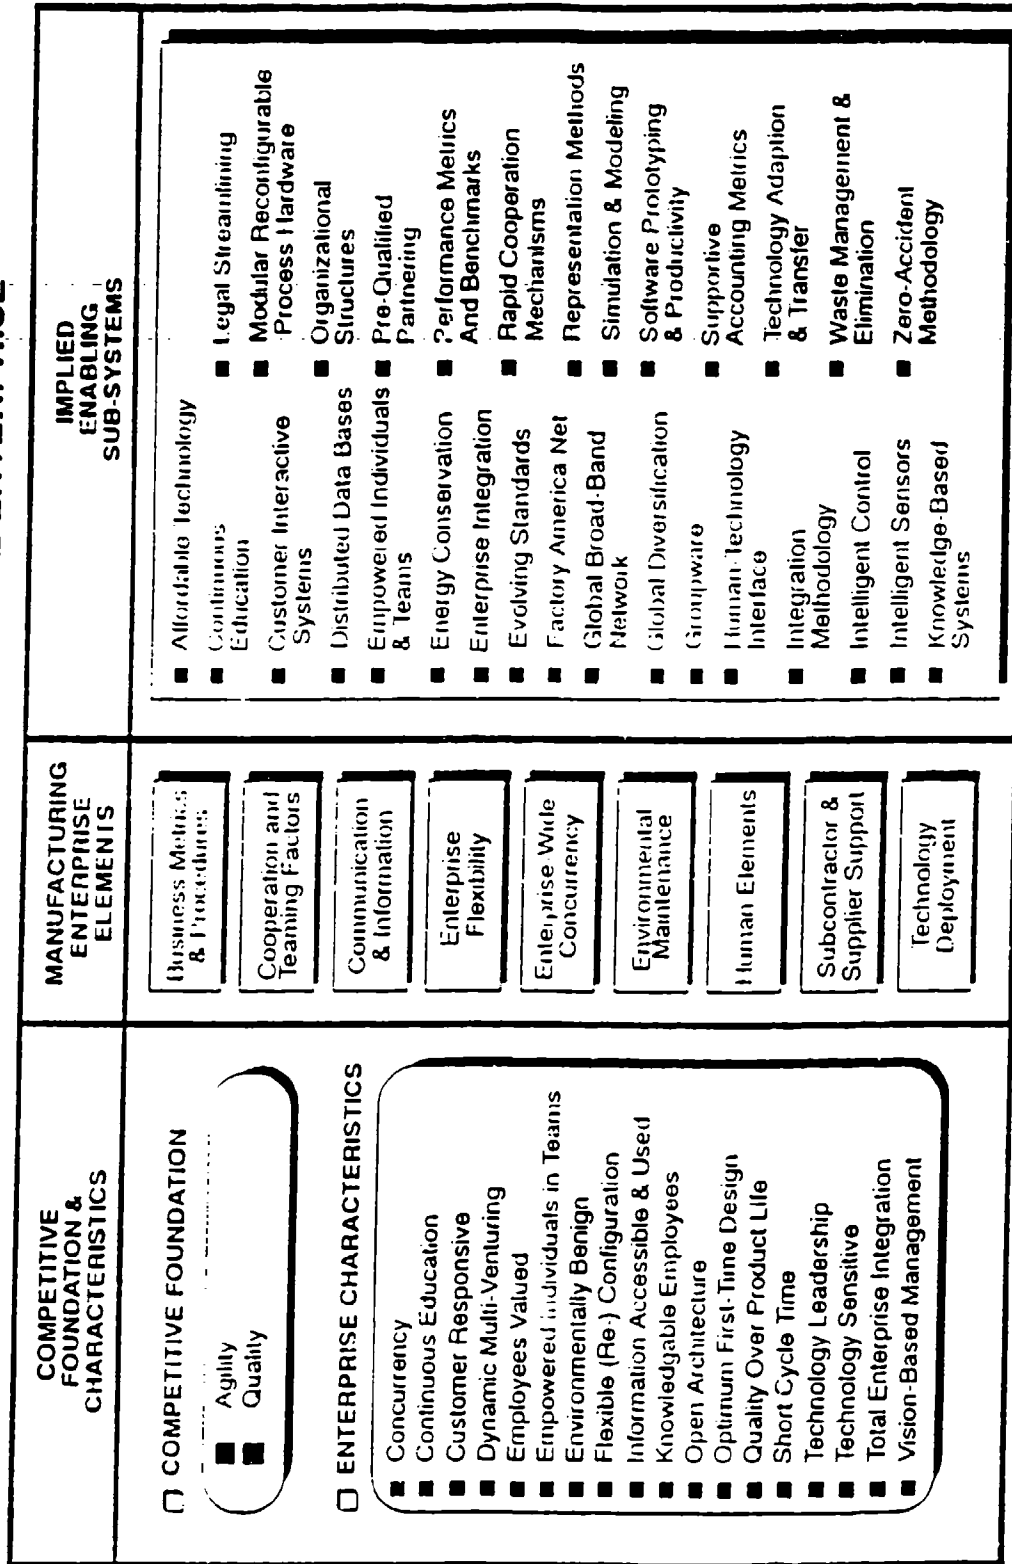 COMPETITIVE
FOUNDATION &
CHARACTERISTICS
COMPETITIVE FOUNDATION
Agility
Quality
ENTERPRISE CHARACTERISTICS
Concurrency
Continuous Education
Customer Responsive
Dynamic Multi-Venturing
Employees Valued
Empowered individuals in Teams
Environmentally Benign
Flexible (Re-) Configuration
Information Accessible & Used
Knowledgable Employees
Open Architecture
Optimum First-Time Design
Quality Over Product Life
Short Cycle Time
Technology Leadership
Technology Sensitive
Total Enterprise Integration
Vision-Based Management
MANUFACTURING
ENTERPRISE
ELEMENTS
Business Metrics
& Procedures
Cooperation and
Teaming Factors
Communication
& Information
Enterprise
Flexibility
Enterprise-Wide
Concurrency
Environmental
Maintenance
Human Elements
Subcontractor &
Supplier Support
Technology
Deployment
IMPLIED
ENABLING
SUB-SYSTEMS
Affordable Technology
Continuous
Education
Customer Interactive
Systems
Distributed Data Bases
Empowered Individuals
& Teams
Energy Conservation
Enterprise Integration
Evolving Standards
Factory America Net
Global Broad-Band
Network
Global Diversification
Groupware
Human-Technology
Interface
Integration
Methodology
Intelligent Control
Intelligent Sensors
Knowledge-Based
Systems
Legal Streamlining
Modular Reconfigurable
Process Hardware
Organizational
Structures
Pre-Qualified
Partnering
Performance Metrics
And Benchmarks
Rapid Cooperation
Mechanisms
Representation Methods
Simulation & Modeling
Software Prototyping
& Productivity
Supportive
Accounting Metrics
Technology Adaption
& Transfer
Waste Management &
Elimination
Zero-Accident
Methodology